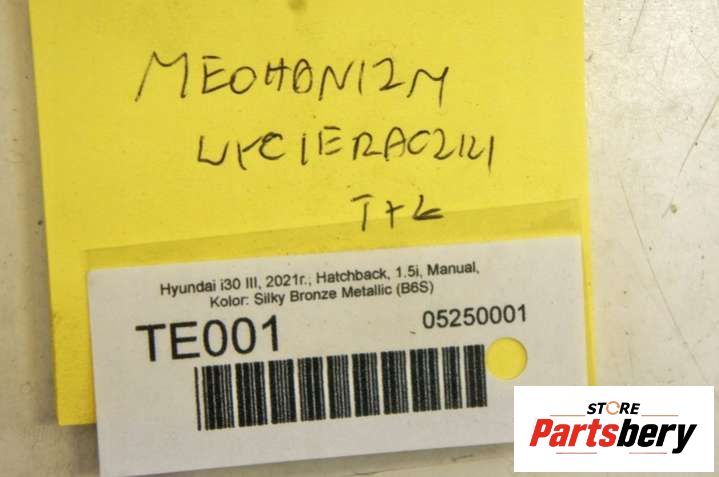 MECHANIZM
WYCIERACZKI
TYŁ
Hyundai i30 III, 2021r.; Hatchback, 1.5i, Manual,
Kolor: Silky Bronze Metallic (B6S)
TE001
05250001
STORE
Partsbery